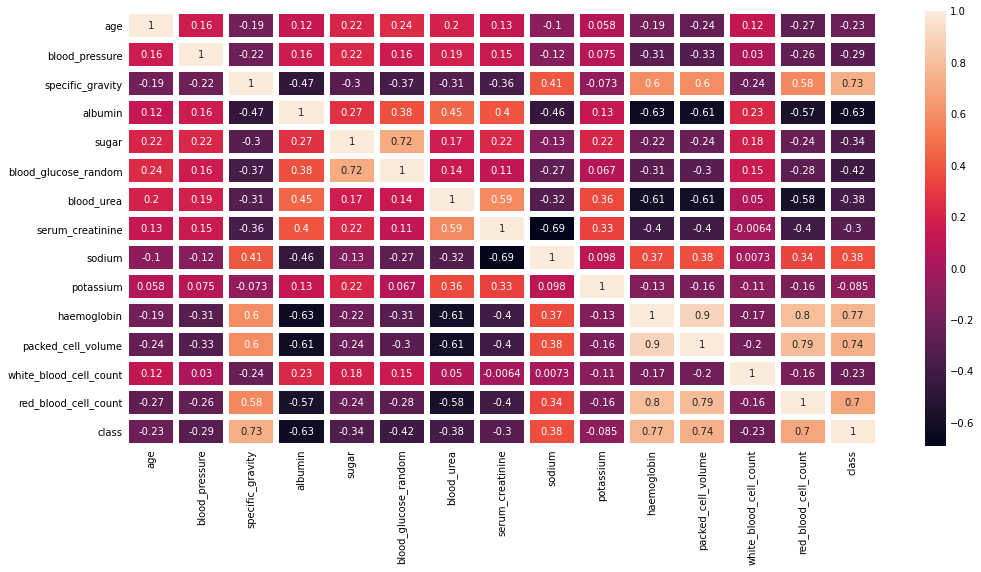 age 1 0.16 -0.19 0.12 0.22 0.24 0.2 0.13 -0.1 0.058 -0.19 -0.24 0.12 -0.27 -0.23
blood_pressure 0.16 1 -0.22 0.16 0.22 0.16 0.19 0.15 -0.12 0.075 -0.31 -0.33 0.03 -0.26 -0.29
specific_gravity -0.19 -0.22 1 -0.47 -0.3 -0.37 -0.31 -0.36 0.41 -0.073 0.6 0.6 -0.24 0.58 0.73
albumin 0.12 0.16 -0.47 1 0.27 0.38 0.45 0.4 -0.46 0.13 -0.63 -0.61 0.23 -0.57 -0.63
sugar 0.22 0.22 -0.3 0.27 1 0.72 0.17 0.22 -0.13 0.22 -0.22 -0.24 0.18 -0.24 -0.34
blood_glucose_random 0.24 0.16 -0.37 0.38 0.72 1 0.14 0.11 -0.27 0.067 -0.31 -0.3 0.15 -0.28 -0.42
blood_urea 0.2 0.19 -0.31 0.45 0.17 0.14 1 0.59 -0.32 0.36 -0.61 -0.61 0.05 -0.58 -0.38
serum_creatinine 0.13 0.15 -0.36 0.4 0.22 0.11 0.59 1 -0.69 0.33 -0.4 -0.4 -0.0064 -0.4 -0.3
sodium -0.1 -0.12 0.41 -0.46 -0.13 -0.27 -0.32 -0.69 1 0.098 0.37 0.38 0.0073 0.34 0.38
potassium 0.058 0.075 -0.073 0.13 0.22 0.067 0.36 0.33 0.098 1 -0.13 -0.16 -0.11 -0.16 -0.085
haemoglobin -0.19 -0.31 0.6 -0.63 -0.22 -0.31 -0.61 -0.4 0.37 -0.13 1 0.9 -0.17 0.8 0.77
packed_cell_volume -0.24 -0.33 0.6 -0.61 -0.24 -0.3 -0.61 -0.4 0.38 -0.16 0.9 1 -0.2 0.79 0.74
white_blood_cell_count 0.12 0.03 -0.24 0.23 0.18 0.15 0.05 -0.0064 0.0073 -0.11 -0.17 -0.2 1 -0.16 -0.23
red_blood_cell_count -0.27 -0.26 0.58 -0.57 -0.24 -0.28 -0.58 -0.4 0.34 -0.16 0.8 0.79 -0.16 1 0.7
class -0.23 -0.29 0.73 -0.63 -0.34 -0.42 -0.38 -0.3 0.38 -0.085 0.77 0.74 -0.23 0.7 1
age
blood_pressure
specific_gravity
albumin
sugar
blood_glucose_random
blood_urea
serum_creatinine
sodium
potassium
haemoglobin
packed_cell_volume
white_blood_cell_count
red_blood_cell_count
class
1.0
0.8
0.6
0.4
0.2
0.0
−0.2
−0.4
−0.6